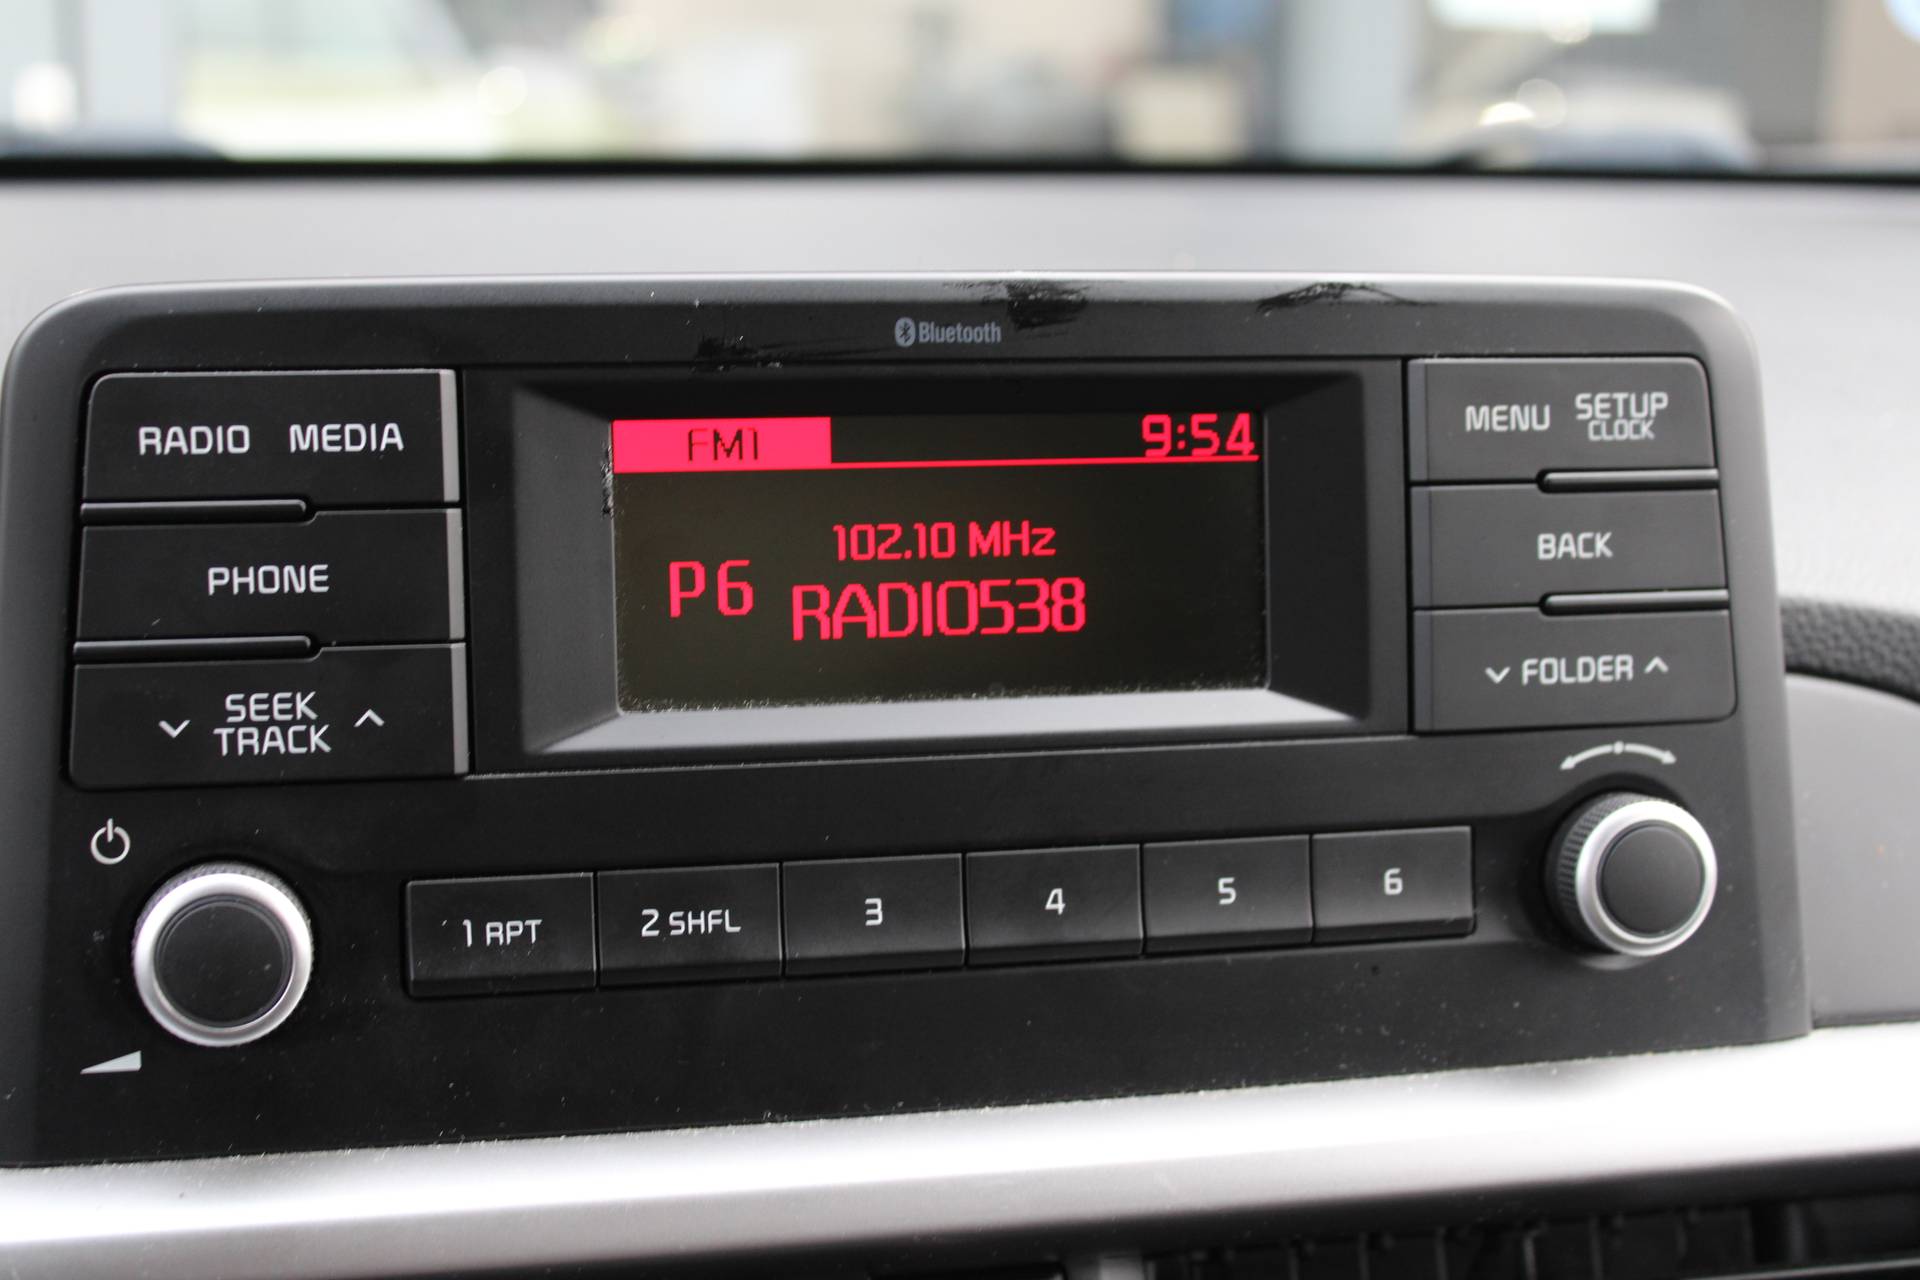 Bluetooth
RADIO MEDIA
PHONE
SEEK
TRACK
FM1 9:54
102.10 MHz
P6 RADIO538
MENU SETUP
CLOCK
BACK
FOLDER
1 RPT 2 SHFL 3 4 5 6